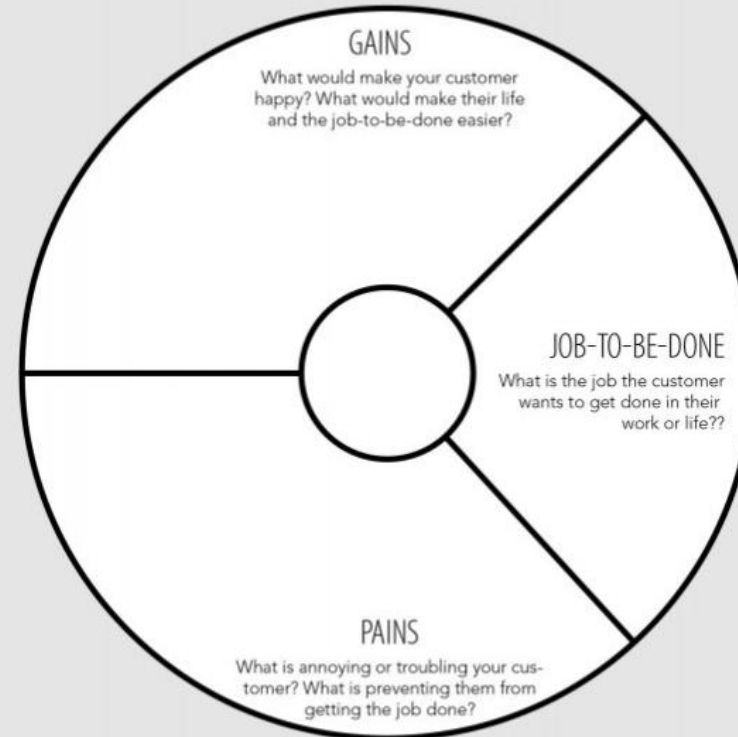 GAINS
What would make your customer
happy? What would make their life
and the job-to-be-done easier?
JOB-TO-BE-DONE
What is the job the customer
wants to get done in their
work or life??
PAINS
What is annoying or troubling your cus-
tomer? What is preventing them from
getting the job done?